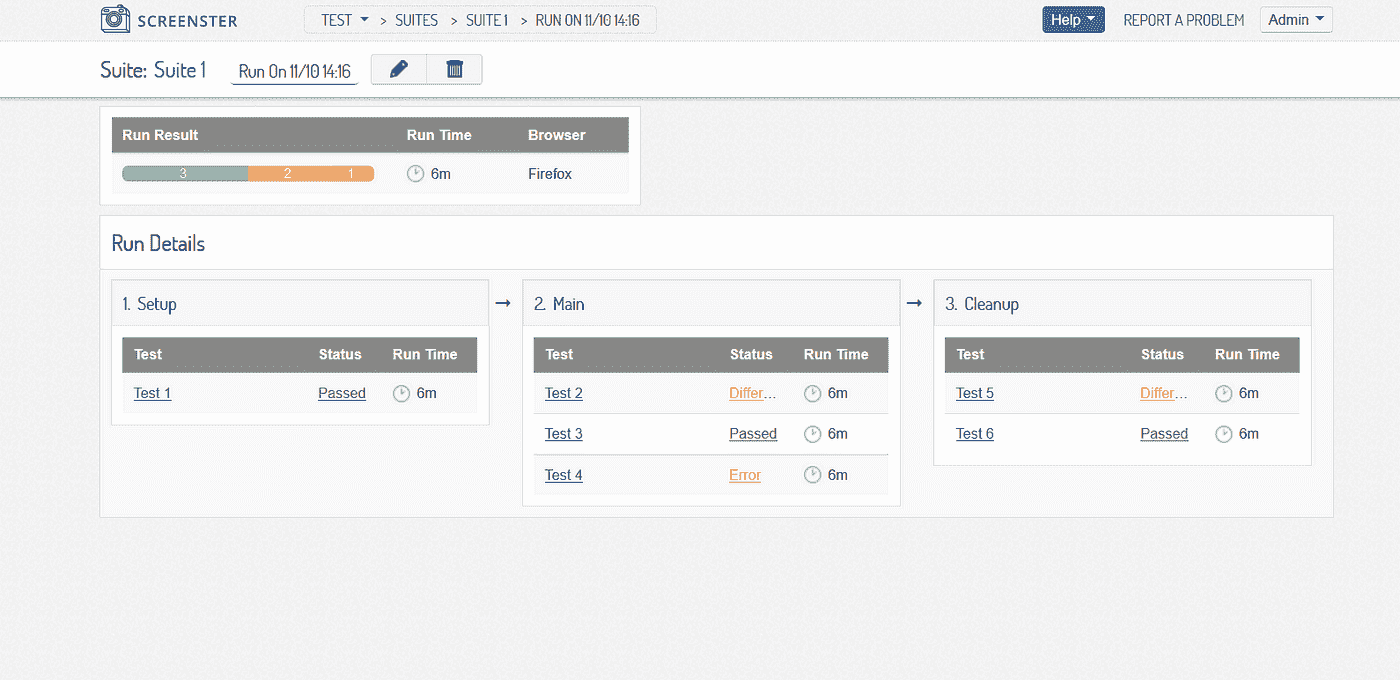 SCREENSTER TEST > SUITES > SUITE 1 > RUN ON 11/10 14:16 Help REPORT A PROBLEM Admin
Suite: Suite 1 Run On 11/10 14:16
Run Result Run Time Browser
3 2 1 6m Firefox
Run Details
1. Setup → 2. Main → 3. Cleanup
Test Status Run Time Test Status Run Time Test Status Run Time
Test 1 Passed 6m Test 2 Differ... 6m Test 5 Differ... 6m
Test 3 Passed 6m Test 6 Passed 6m
Test 4 Error 6m